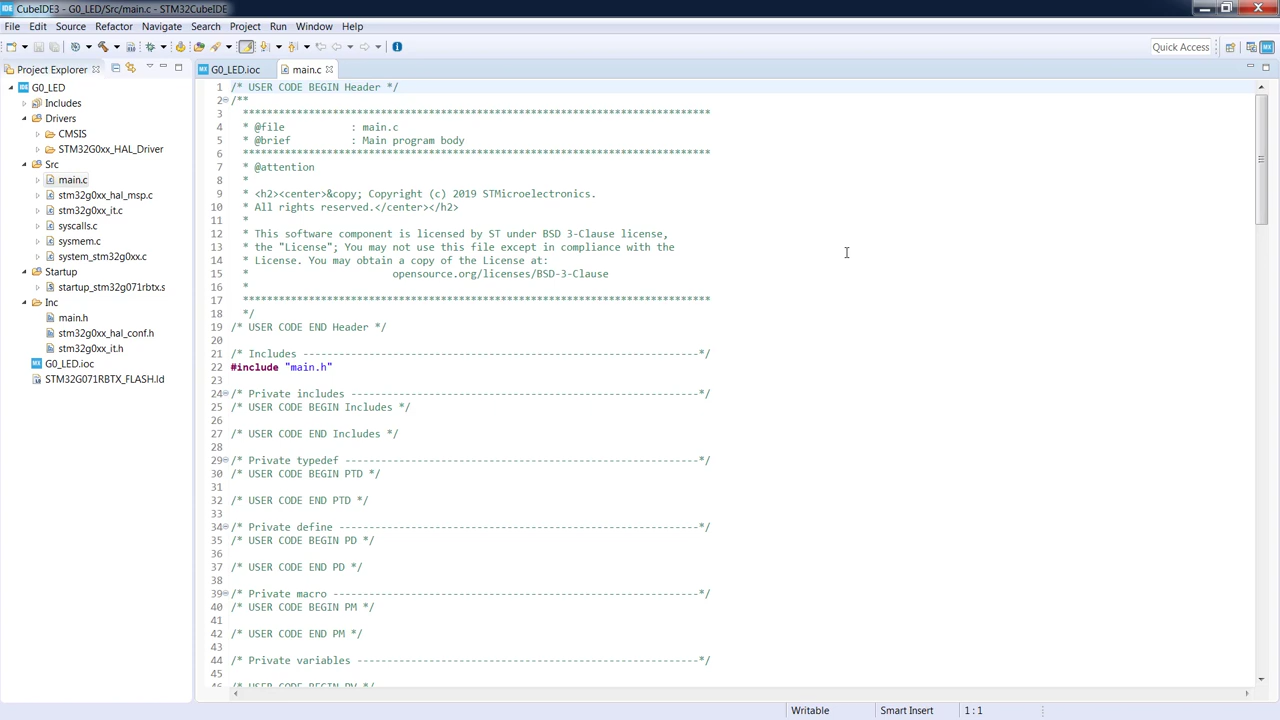 IDE CubeIDE3 - G0_LED/Src/main.c - STM32CubeIDE
File Edit Source Refactor Navigate Search Project Run Window Help
Quick Access
Project Explorer
G0_LED.ioc main.c
G0_LED
Includes
Drivers
CMSIS
STM32G0xx_HAL_Driver
Src
main.c
stm32g0xx_hal_msp.c
stm32g0xx_it.c
syscalls.c
sysmem.c
system_stm32g0xx.c
Startup
startup_stm32g071rbtx.s
Inc
main.h
stm32g0xx_hal_conf.h
stm32g0xx_it.h
G0_LED.ioc
STM32G071RBTX_FLASH.ld
1 /* USER CODE BEGIN Header */
2 /**
3 ******************************************************************************
4 * @file : main.c
5 * @brief : Main program body
6 ******************************************************************************
7 * @attention
8 *
9 * <h2><center>&copy; Copyright (c) 2019 STMicroelectronics.
10 * All rights reserved.</center></h2>
11 *
12 * This software component is licensed by ST under BSD 3-Clause license,
13 * the "License"; You may not use this file except in compliance with the
14 * License. You may obtain a copy of the License at:
15 * opensource.org/licenses/BSD-3-Clause
16 *
17 ******************************************************************************
18 */
19 /* USER CODE END Header */
20
21 /* Includes ------------------------------------------------------------------*/
22 #include "main.h"
23
24 /* Private includes ----------------------------------------------------------*/
25 /* USER CODE BEGIN Includes */
26
27 /* USER CODE END Includes */
28
29 /* Private typedef -----------------------------------------------------------*/
30 /* USER CODE BEGIN PTD */
31
32 /* USER CODE END PTD */
33
34 /* Private define ------------------------------------------------------------*/
35 /* USER CODE BEGIN PD */
36
37 /* USER CODE END PD */
38
39 /* Private macro -------------------------------------------------------------*/
40 /* USER CODE BEGIN PM */
41
42 /* USER CODE END PM */
43
44 /* Private variables ---------------------------------------------------------*/
45
46 /* USER CODE BEGIN PV */
Writable Smart Insert 1 : 1